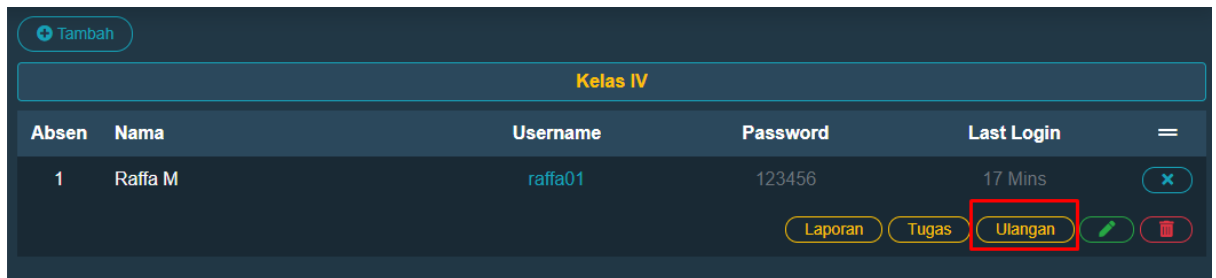 Tambah
Kelas IV
Absen Nama Username Password Last Login
1 Raffa M raffa01 123456 17 Mins
Laporan Tugas Ulangan